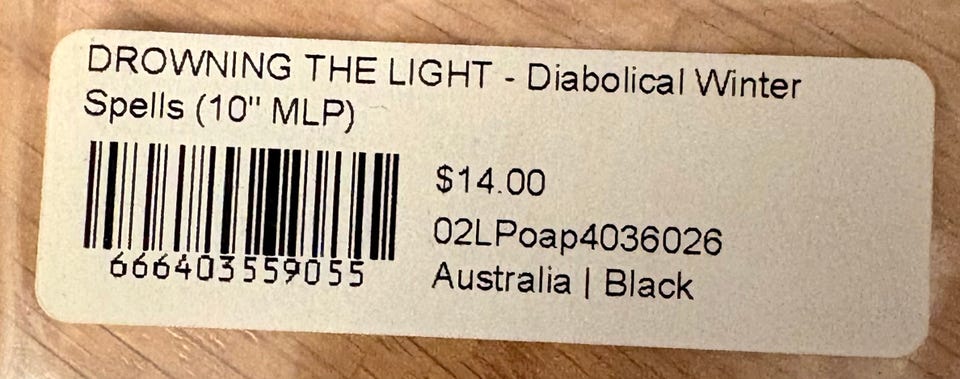 DROWNING THE LIGHT - Diabolical Winter
Spells (10" MLP)
$14.00
02LPoap4036026
666403559055
Australia | Black